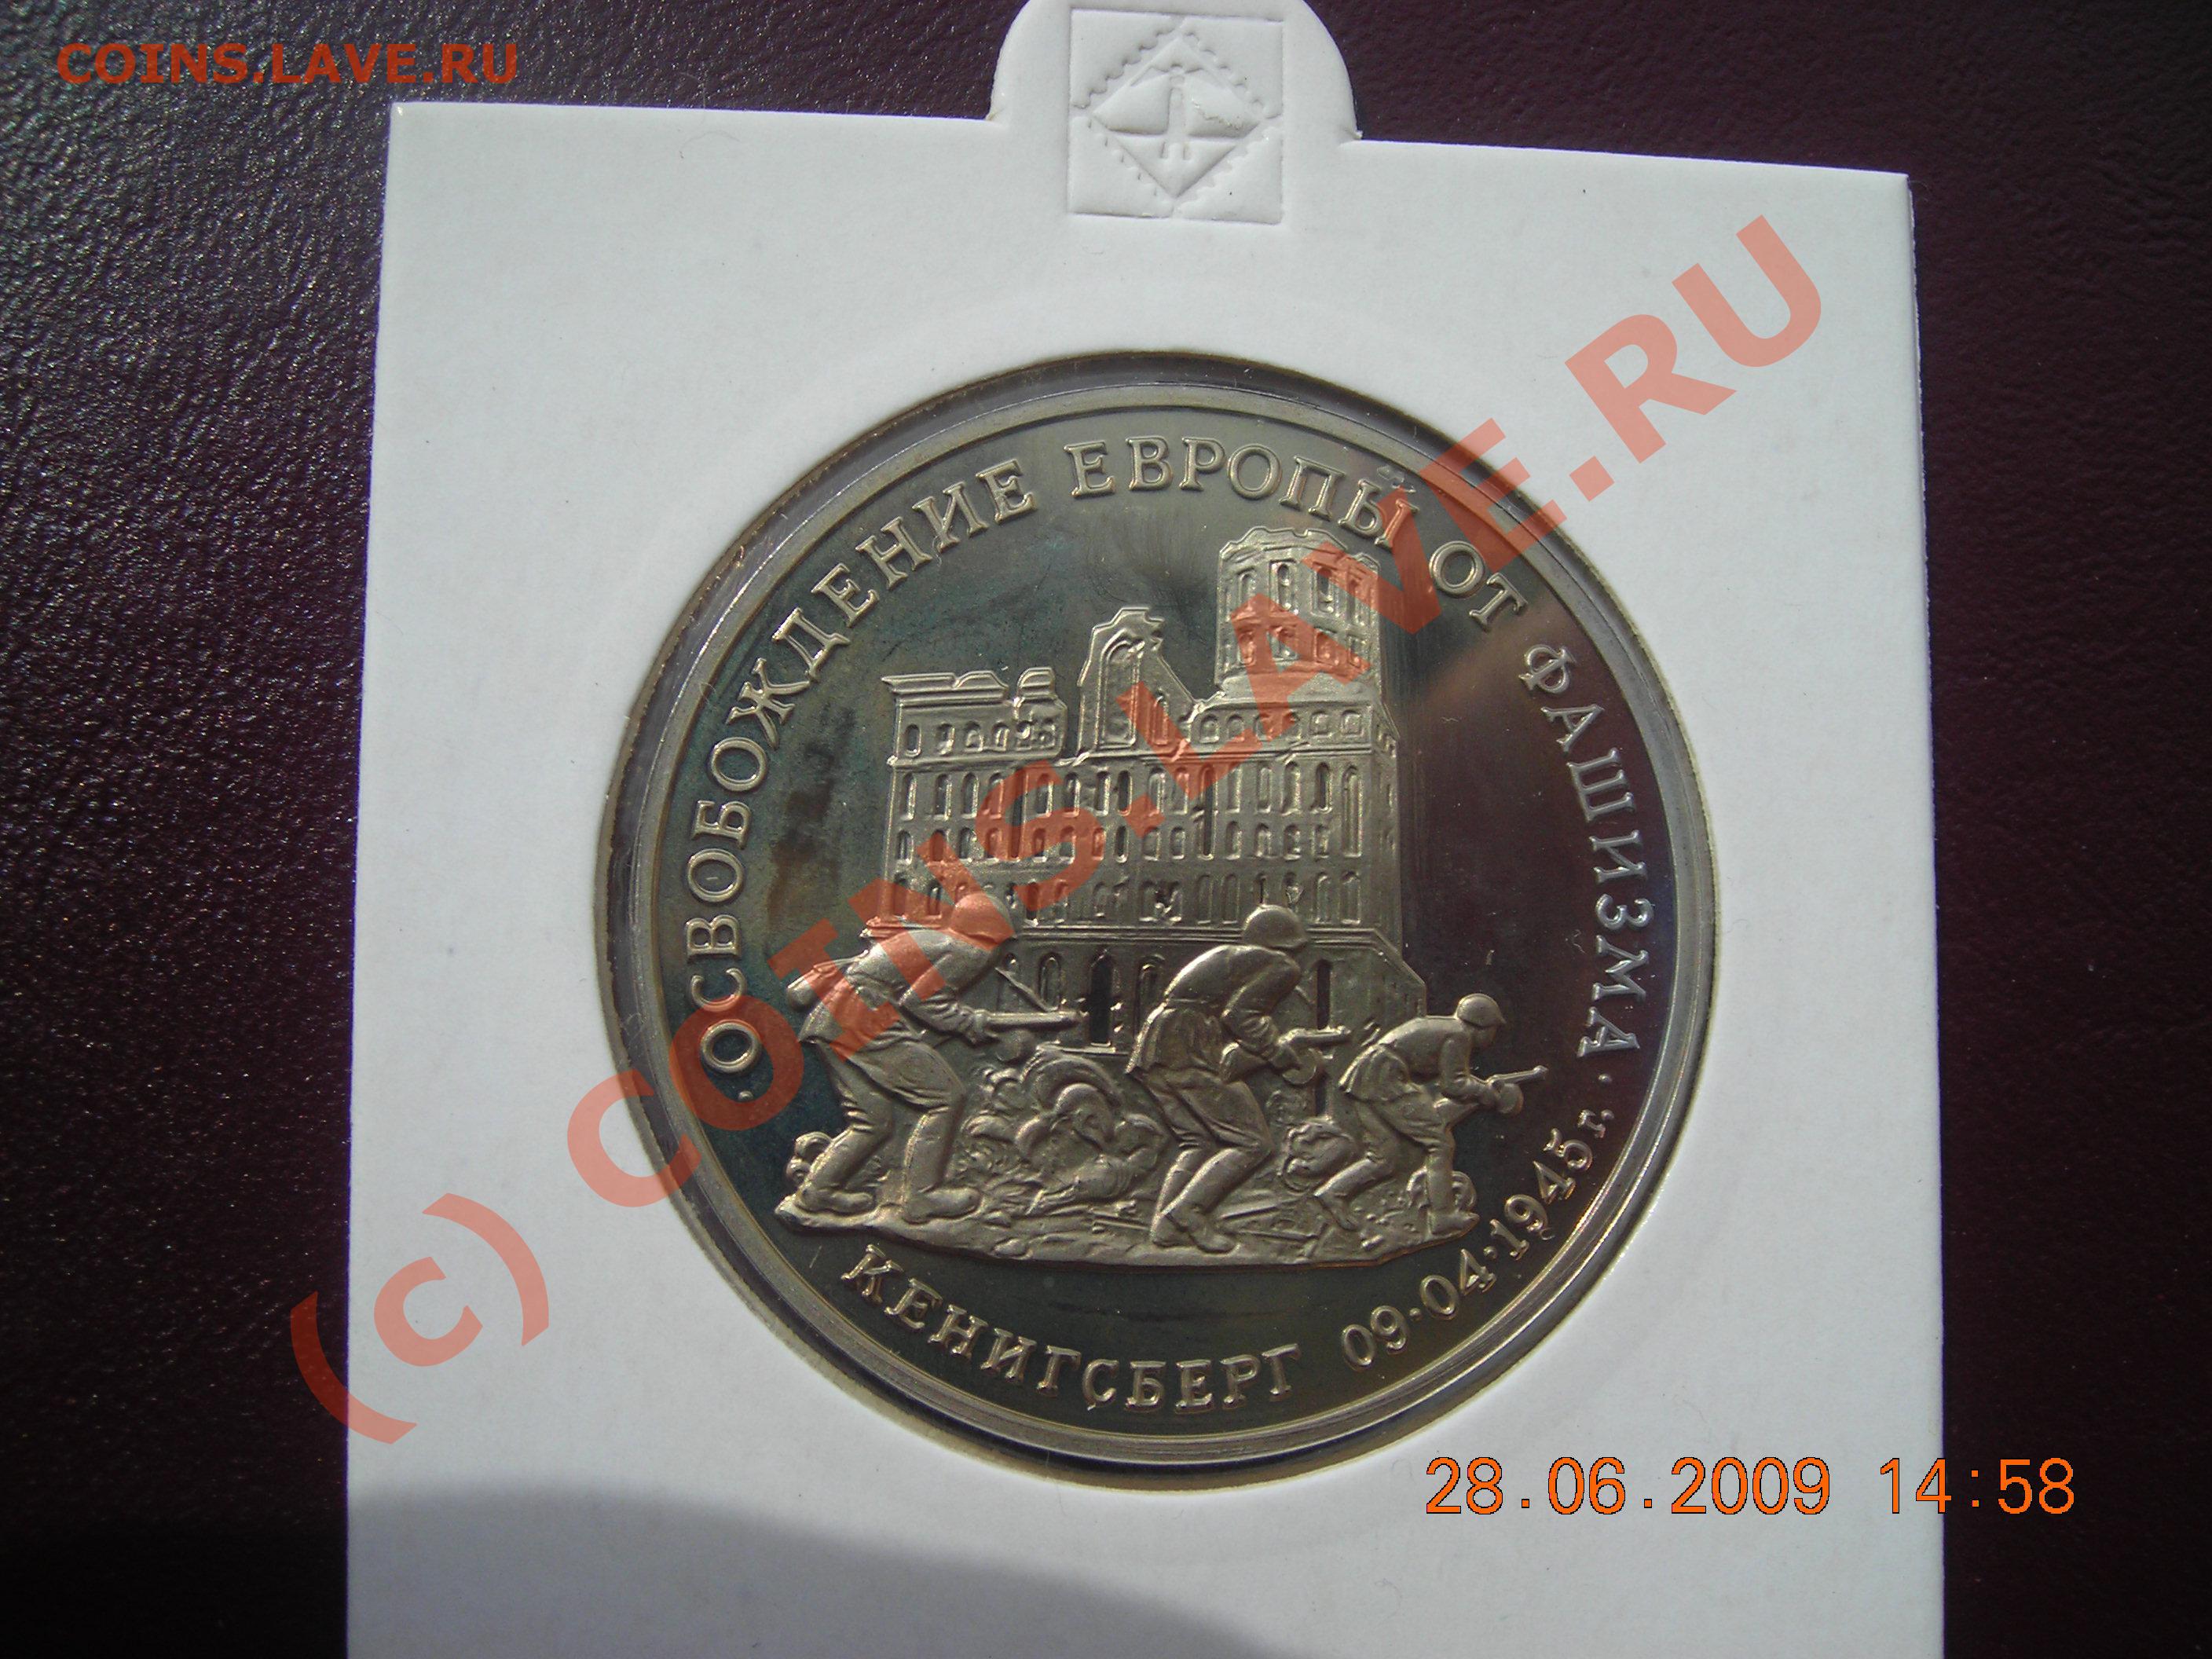 COINS.LAVE.RU
·ОСВОБОЖДЕНИЕ ЕВРОПЫ ОТ ФАШИЗМА·
КЕНИГСБЕРГ 09·04·1945г.
(c) COINS.LAVE.RU
28.06.2009 14:58